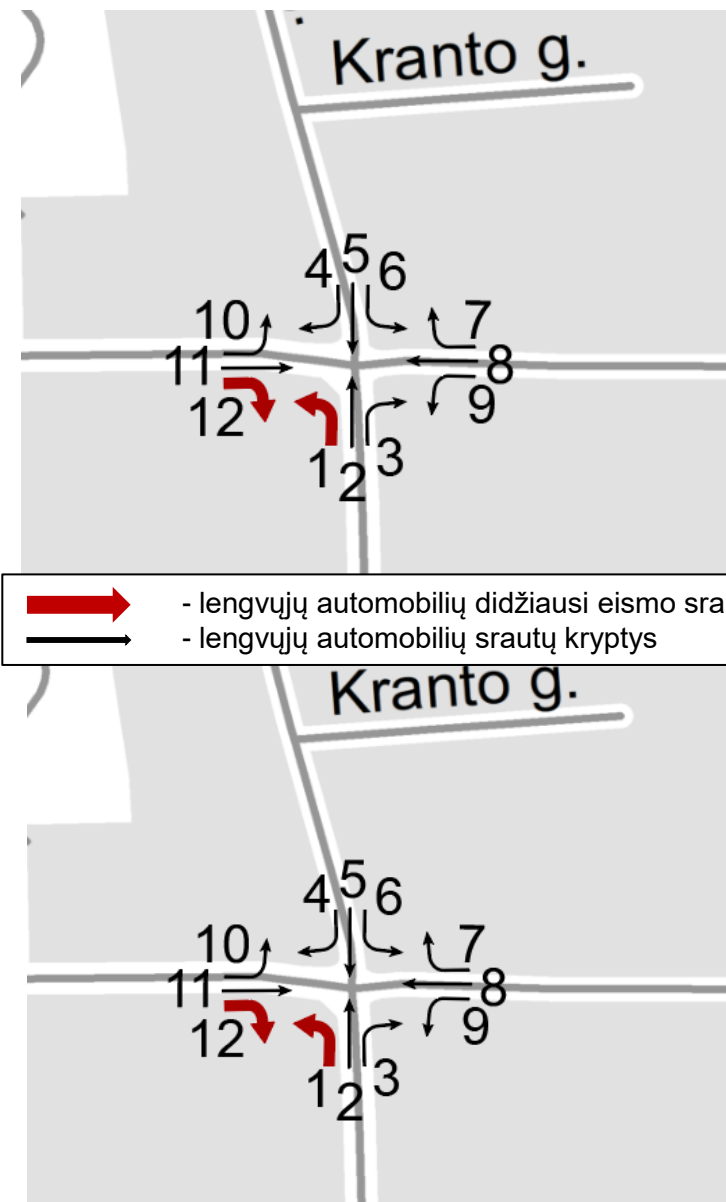 Kranto g.
4 5 6
10 7
11 8
12 9
1 2 3
- lengvųjų automobilių didžiausi eismo
- lengvųjų automobilių srautų kryptys
Kranto g.
4 5 6
10 7
11 8
12 9
1 2 3